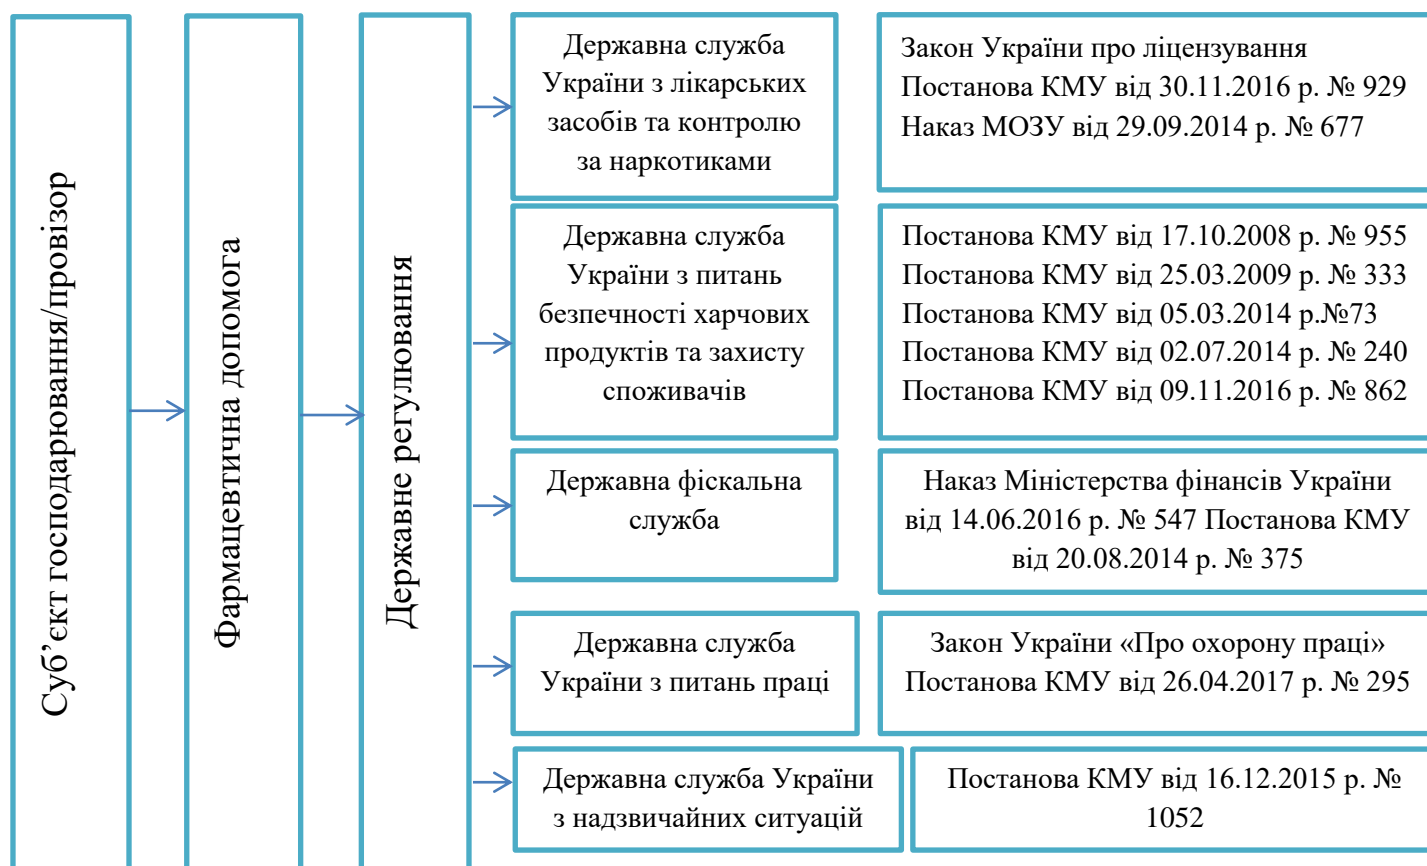 Суб’єкт господарювання/провізор
Фармацевтична допомога
Державне регулювання
Державна служба
України з лікарських
засобів та контролю
за наркотиками
Закон України про ліцензування
Постанова КМУ від 30.11.2016 р. № 929
Наказ МОЗУ від 29.09.2014 р. № 677
Державна служба
України з питань
безпечності харчових
продуктів та захисту
споживачів
Постанова КМУ від 17.10.2008 р. № 955
Постанова КМУ від 25.03.2009 р. № 333
Постанова КМУ від 05.03.2014 р.№73
Постанова КМУ від 02.07.2014 р. № 240
Постанова КМУ від 09.11.2016 р. № 862
Державна фіскальна
служба
Наказ Міністерства фінансів України
від 14.06.2016 р. № 547 Постанова КМУ
від 20.08.2014 р. № 375
Державна служба
України з питань праці
Закон України «Про охорону праці»
Постанова КМУ від 26.04.2017 р. № 295
Державна служба України
з надзвичайних ситуацій
Постанова КМУ від 16.12.2015 р. №
1052